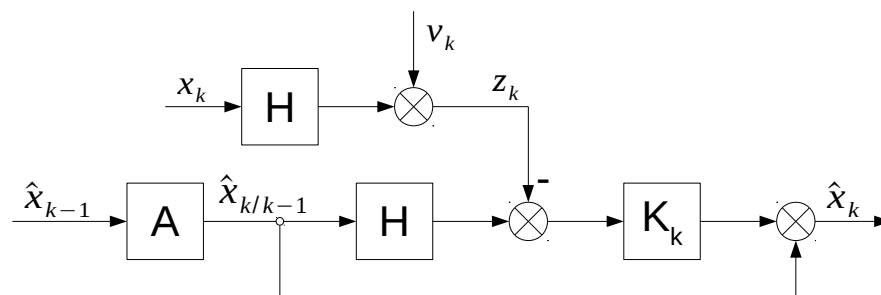 v_k
x_k
H
z_k
-
x̂_{k-1}
A
x̂_{k/k-1}
H
K_k
x̂_k